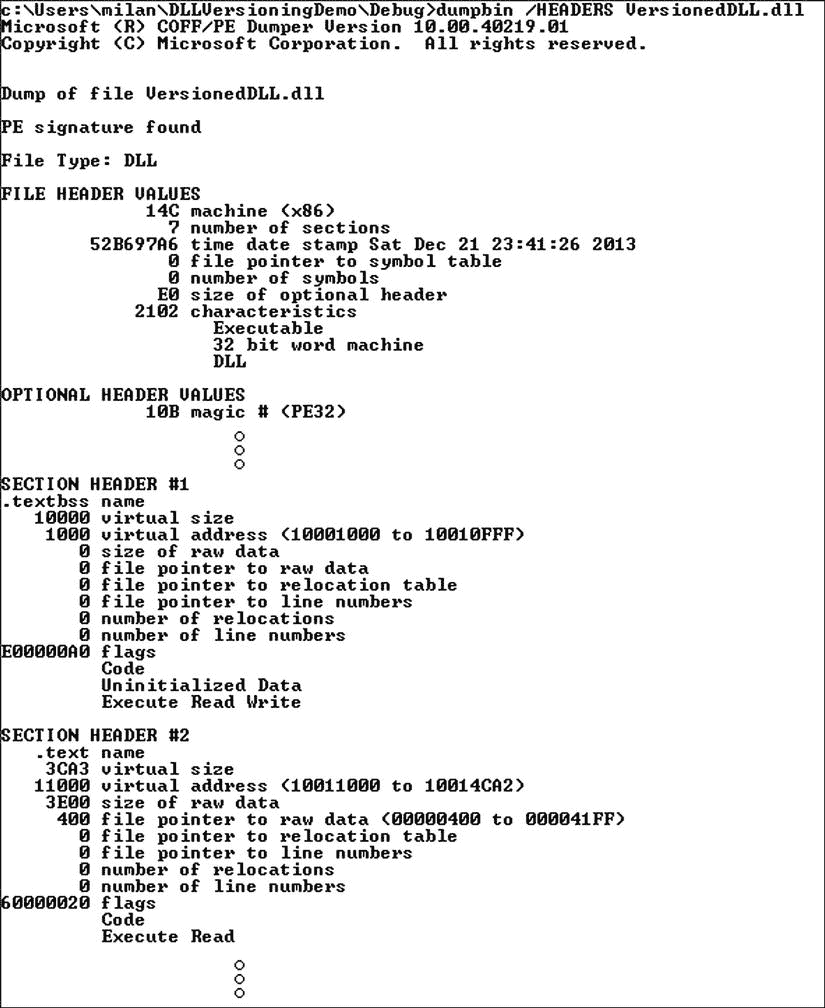 c:\Users\milan\DLLVersioningDemo\Debug>dumpbin /HEADERS VersionedDLL.dll
Microsoft (R) COFF/PE Dumper Version 10.00.40219.01
Copyright (C) Microsoft Corporation.  All rights reserved.
Dump of file VersionedDLL.dll
PE signature found
File Type: DLL
FILE HEADER VALUES
14C machine (x86)
7 number of sections
52B697A6 time date stamp Sat Dec 21 23:41:26 2013
0 file pointer to symbol table
0 number of symbols
E0 size of optional header
2102 characteristics
Executable
32 bit word machine
DLL
OPTIONAL HEADER VALUES
10B magic # (PE32)
SECTION HEADER #1
.textbss name
10000 virtual size
1000 virtual address (10001000 to 10010FFF)
0 size of raw data
0 file pointer to raw data
0 file pointer to relocation table
0 file pointer to line numbers
0 number of relocations
0 number of line numbers
E00000A0 flags
Code
Uninitialized Data
Execute Read Write
SECTION HEADER #2
.text name
3CA3 virtual size
11000 virtual address (10011000 to 10014CA2)
3E00 size of raw data
400 file pointer to raw data (00000400 to 000041FF)
0 file pointer to relocation table
0 file pointer to line numbers
0 number of relocations
0 number of line numbers
60000020 flags
Code
Execute Read